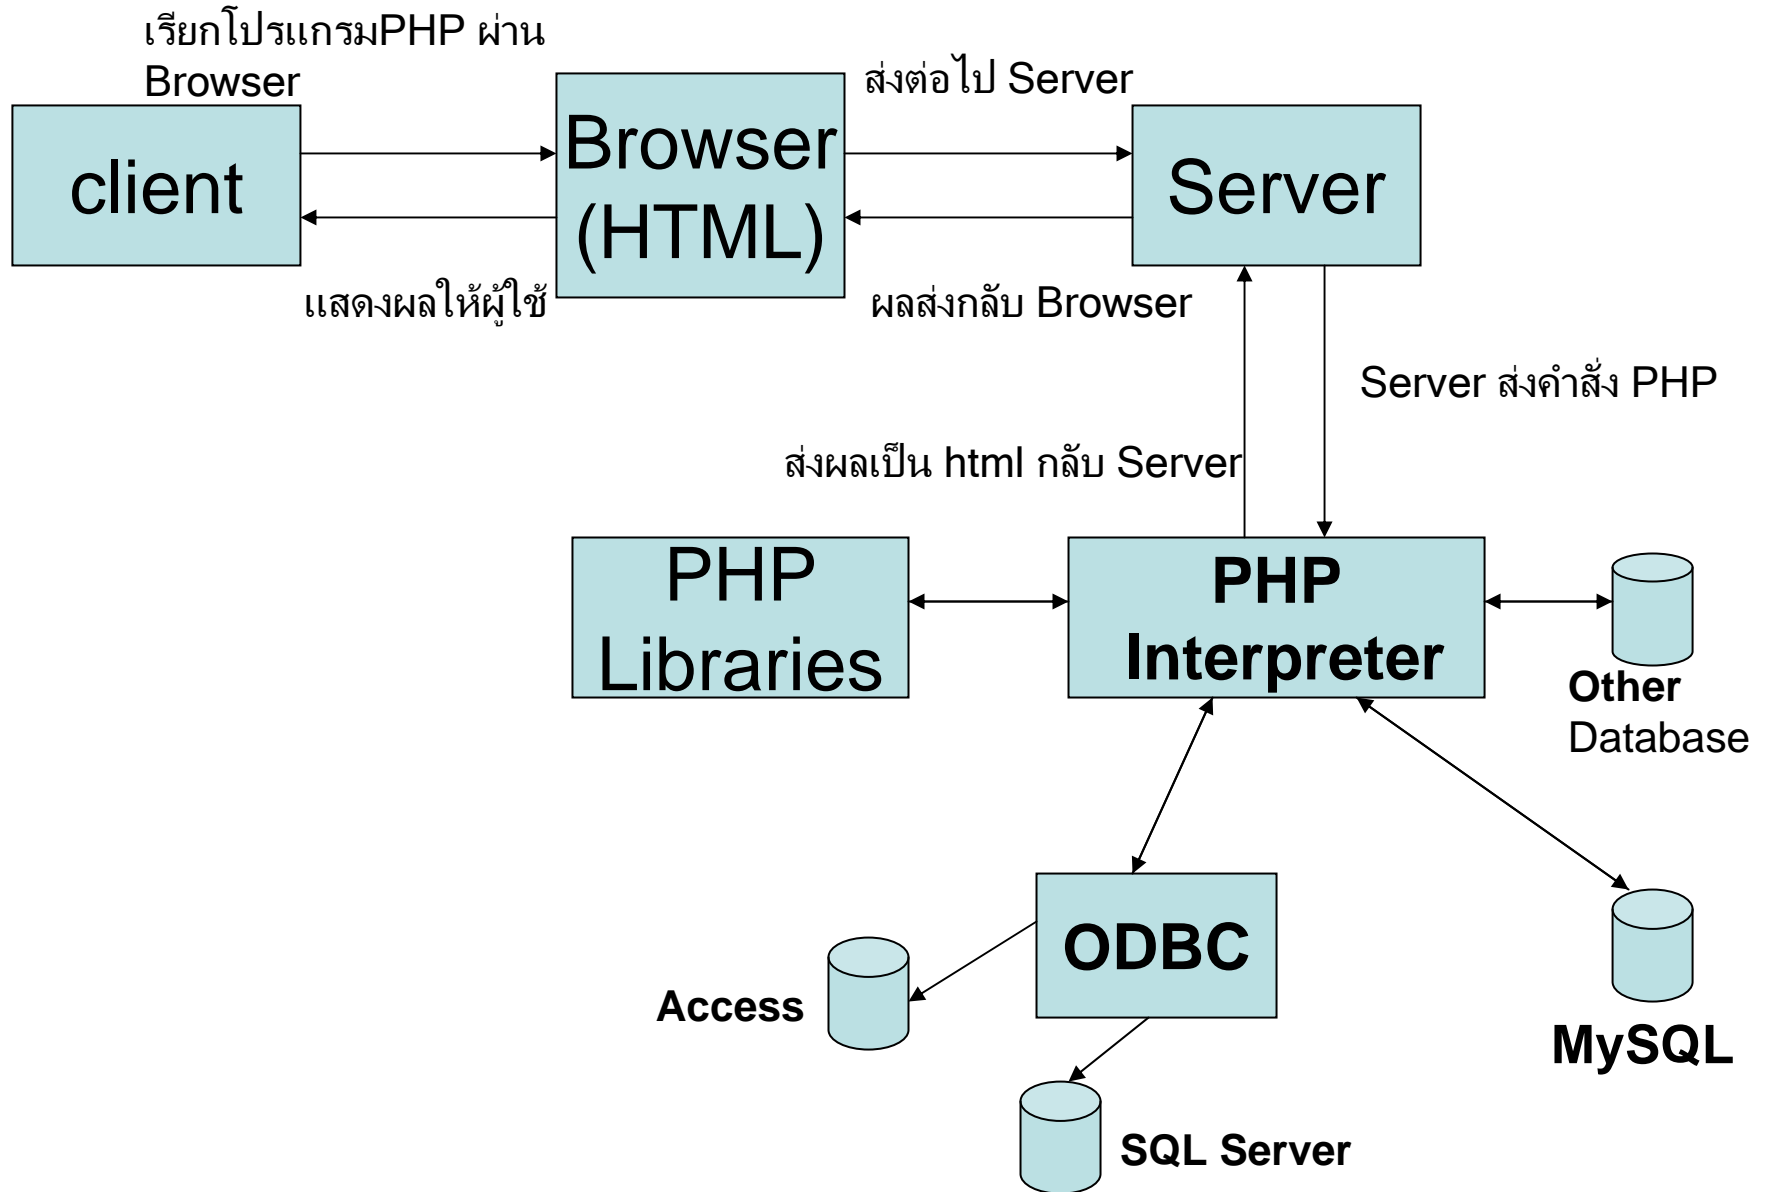 เรียกโปรแกรมPHP ผ่าน
Browser
ส่งต่อไป Server
client
Browser
(HTML)
Server
แสดงผลให้ผู้ใช้
ผลส่งกลับ Browser
Server ส่งคำสั่ง PHP
ส่งผลเป็น html กลับ Server
PHP
Libraries
PHP
Interpreter
Other
Database
ODBC
Access
MySQL
SQL Server